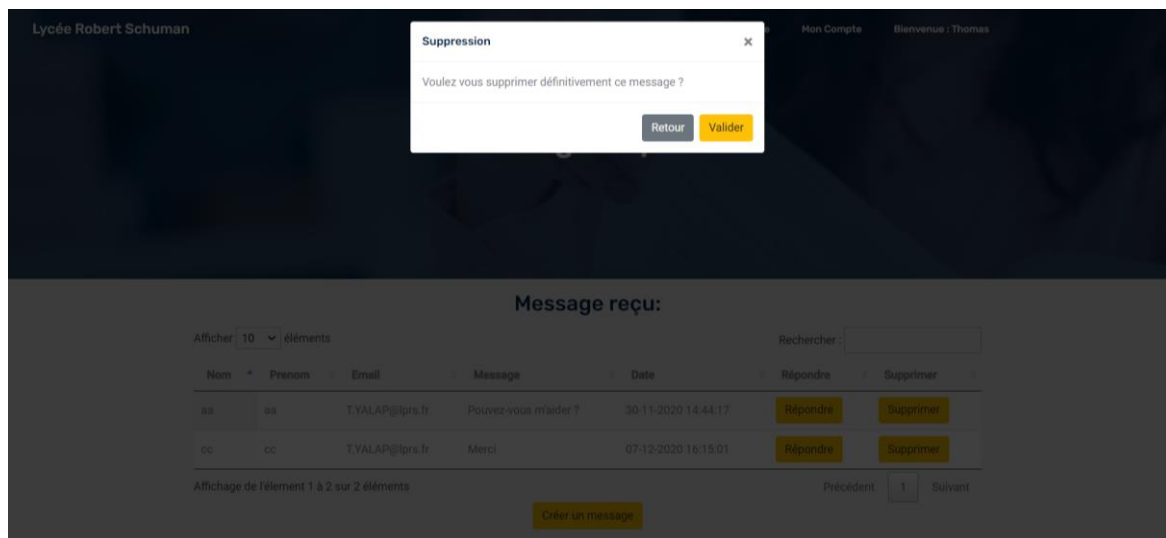 Lycée Robert Schuman
Mon Compte
Bienvenue : Thomas
Suppression ×
Voulez vous supprimer définitivement ce message ?
Retour Valider
Message reçu:
Afficher 10 éléments
Rechercher :
Nom Prenom Email Message Date Répondre Supprimer
aa aa T.YALAP@lprs.fr Pouvez-vous m'aider ? 30-11-2020 14:44:17 Répondre Supprimer
cc cc T.YALAP@lprs.fr Merci 07-12-2020 16:15:01 Répondre Supprimer
Affichage de l'élement 1 à 2 sur 2 éléments
Précédent 1 Suivant
Créer un message